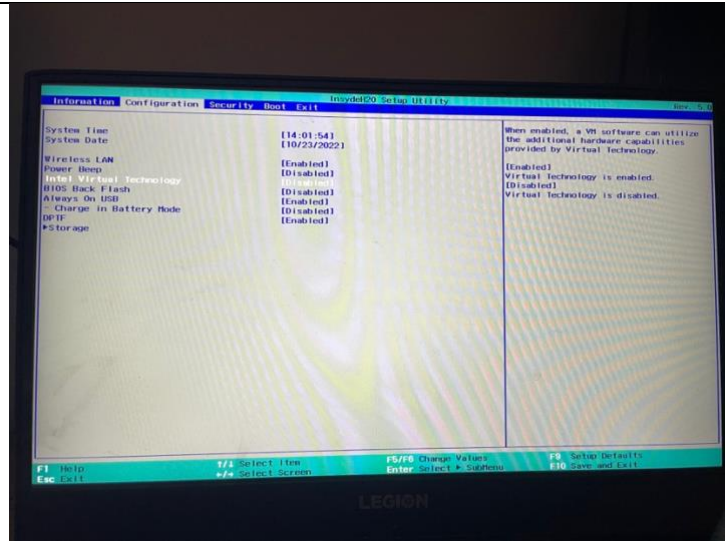 InsydeH20 Setup Utility
Rev. 5.0
Information Configuration Security Boot Exit
System Time [14:01:54]
System Date [10/23/2022]
Wireless LAN [Enabled]
Power Beep [Disabled]
Intel Virtual Technology [Disabled]
BIOS Back Flash [Disabled]
Always On USB [Enabled]
- Charge in Battery Mode [Disabled]
DPTF [Enabled]
▶Storage
When enabled, a VM software can utilize
the additional hardware capabilities
provided by Virtual Technology.
[Enabled]
Virtual Technology is enabled.
[Disabled]
Virtual Technology is disabled.
F1 Help ↑/↓ Select Item F5/F6 Change Values F9 Setup Defaults
Esc Exit ←/→ Select Screen Enter Select ▶ SubMenu F10 Save and Exit
LEGION